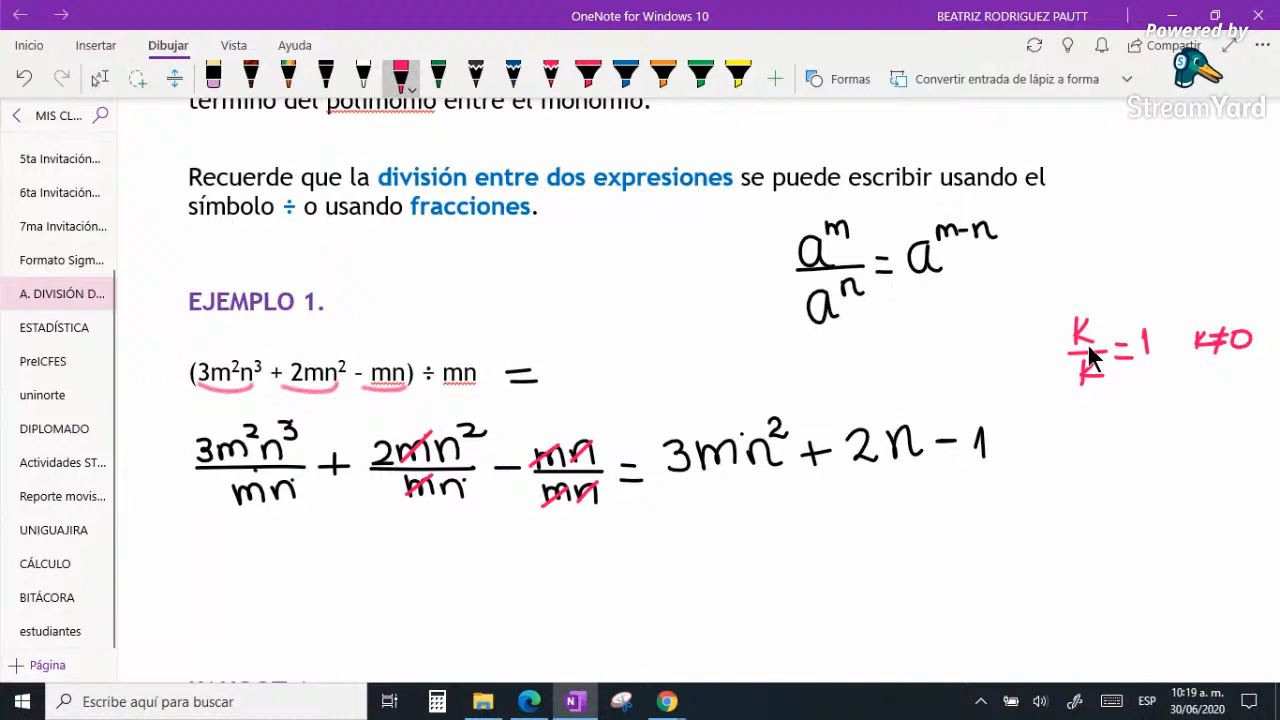 OneNote for Windows 10
BEATRIZ RODRIGUEZ PAUTT
Powered by
StreamYard
Inicio Insertar Dibujar Vista Ayuda
Compartir
Formas
Convertir entrada de lápiz a forma
MIS CL...
5ta Invitación...
6ta Invitación...
7ma Invitación...
Formato Sigm...
A. DIVISIÓN D...
ESTADÍSTICA
PreICFES
uninorte
DIPLOMADO
Actividades ST...
Reporte movis...
UNIGUAJIRA
CÁLCULO
BITÁCORA
estudiantes
Página
término del polimonio entre el monomio.
Recuerde que la división entre dos expresiones se puede escribir usando el
símbolo ÷ o usando fracciones.
a^m/a^n = a^(m-n)
K/K = 1 K≠0
EJEMPLO 1.
(3m²n³ + 2mn² - mn) ÷ mn =
3m²n³/mn + 2mn²/mn - mn/mn = 3mn² + 2n - 1
Escribe aquí para buscar
ESP
10:19 a. m.
30/06/2020